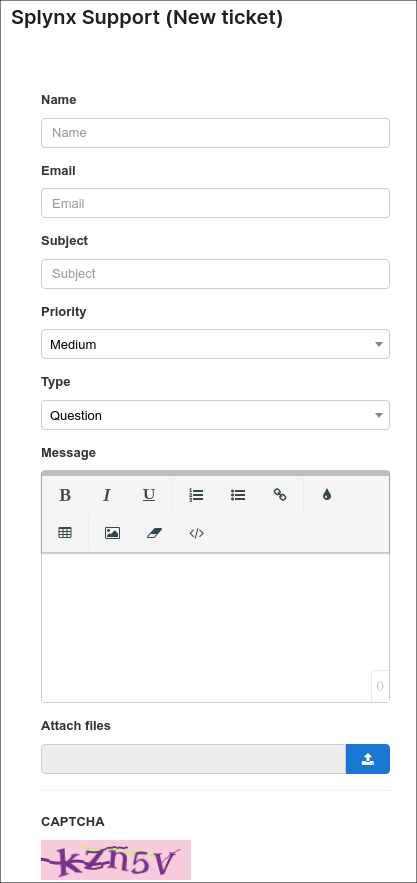 Splynx Support (New ticket)
Name
Name
Email
Email
Subject
Subject
Priority
Medium
Type
Question
Message
B I U
0
Attach files
CAPTCHA
kzn5v